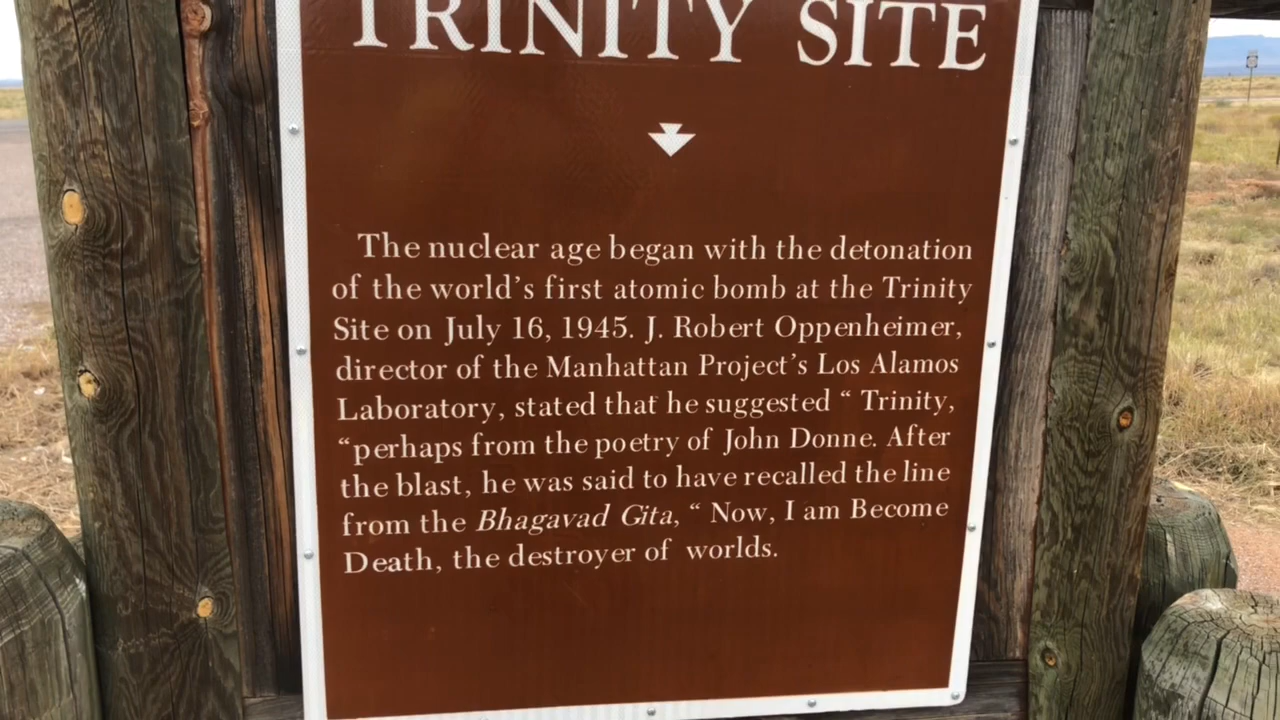 TRINITY SITE
The nuclear age began with the detonation
of the world's first atomic bomb at the Trinity
Site on July 16, 1945. J. Robert Oppenheimer,
director of the Manhattan Project's Los Alamos
Laboratory, stated that he suggested “ Trinity,
“perhaps from the poetry of John Donne. After
the blast, he was said to have recalled the line
from the Bhagavad Gita, “ Now, I am Become
Death, the destroyer of worlds.